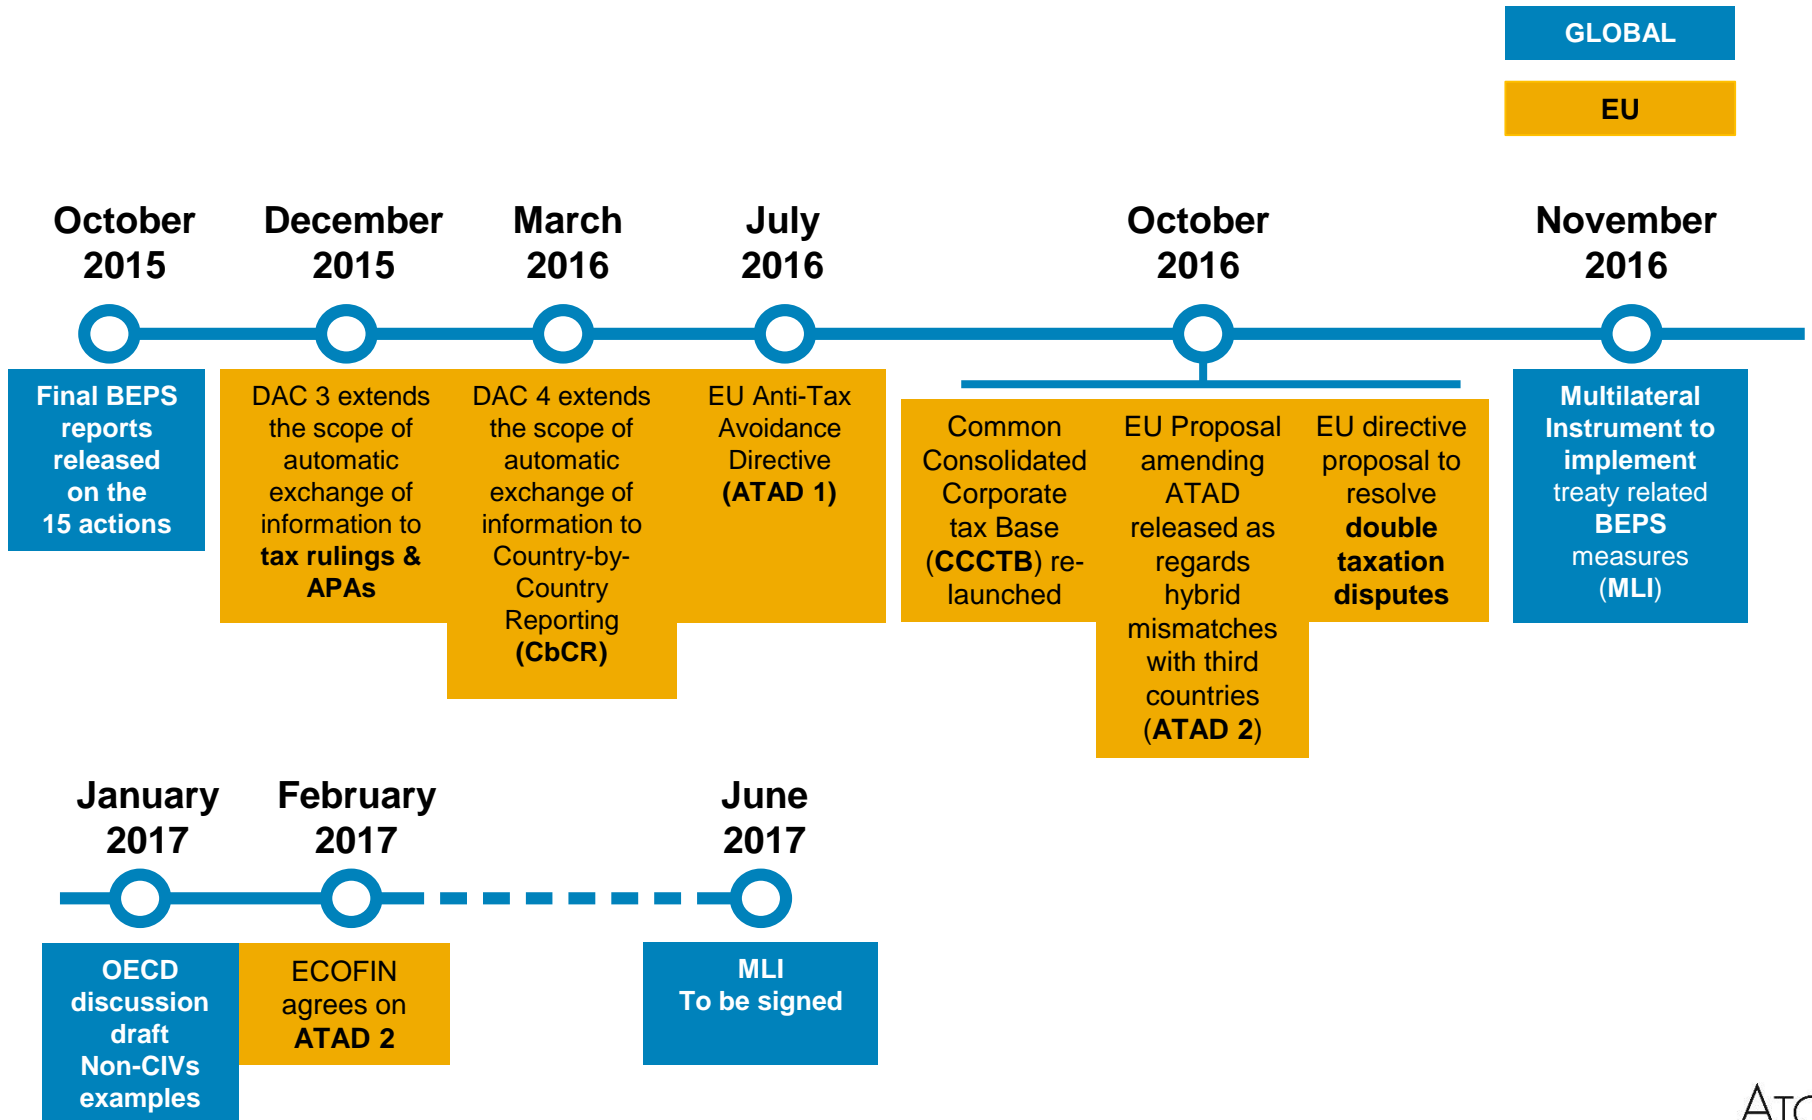 GLOBAL
EU
October
2015
December
2015
March
2016
July
2016
October
2016
November
2016
Final BEPS
reports
released
on the
15 actions
DAC 3 extends
the scope of
automatic
exchange of
information to
tax rulings &
APAs
DAC 4 extends
the scope of
automatic
exchange of
information to
Country-by-
Country
Reporting
(CbCR)
EU Anti-Tax
Avoidance
Directive
(ATAD 1)
Common
Consolidated
Corporate
tax Base
(CCCTB) re-
launched
EU Proposal
amending
ATAD
released as
regards
hybrid
mismatches
with third
countries
(ATAD 2)
EU directive
proposal to
resolve
double
taxation
disputes
Multilateral
Instrument to
implement
treaty related
BEPS
measures
(MLI)
January
2017
February
2017
June
2017
OECD
discussion
draft
Non-CIVs
examples
ECOFIN
agrees on
ATAD 2
MLI
To be signed